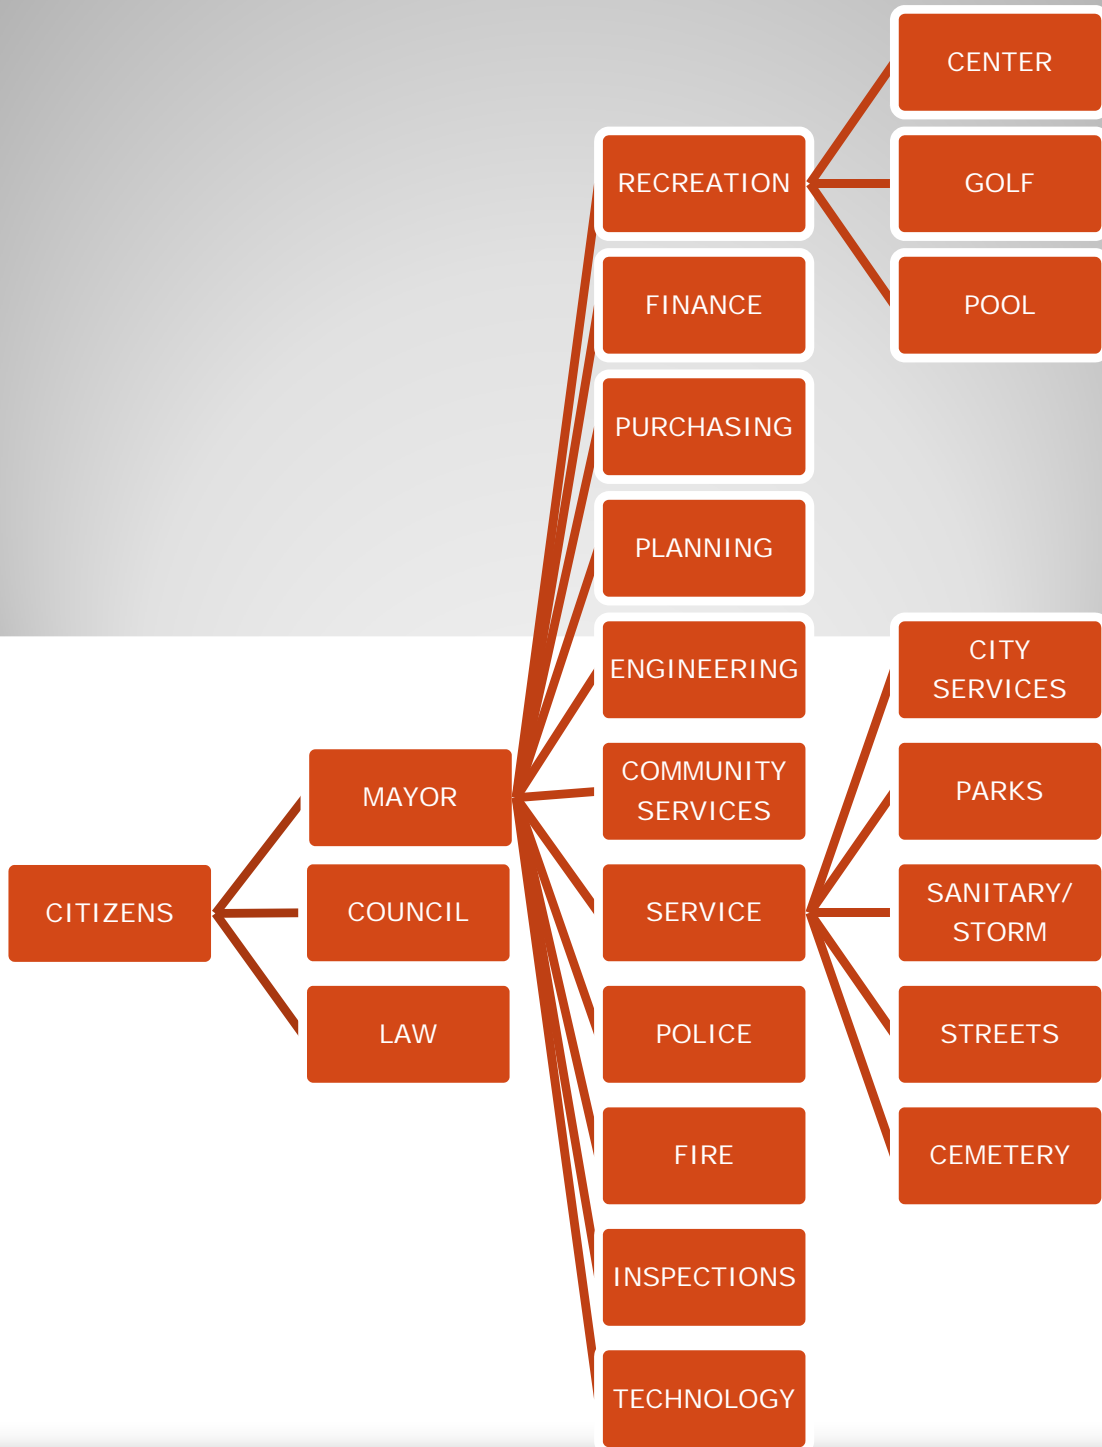 CENTER
RECREATION
GOLF
FINANCE
POOL
PURCHASING
PLANNING
ENGINEERING
CITY
SERVICES
MAYOR
COMMUNITY
SERVICES
PARKS
CITIZENS
COUNCIL
SERVICE
SANITARY/
STORM
LAW
POLICE
STREETS
FIRE
CEMETERY
INSPECTIONS
TECHNOLOGY